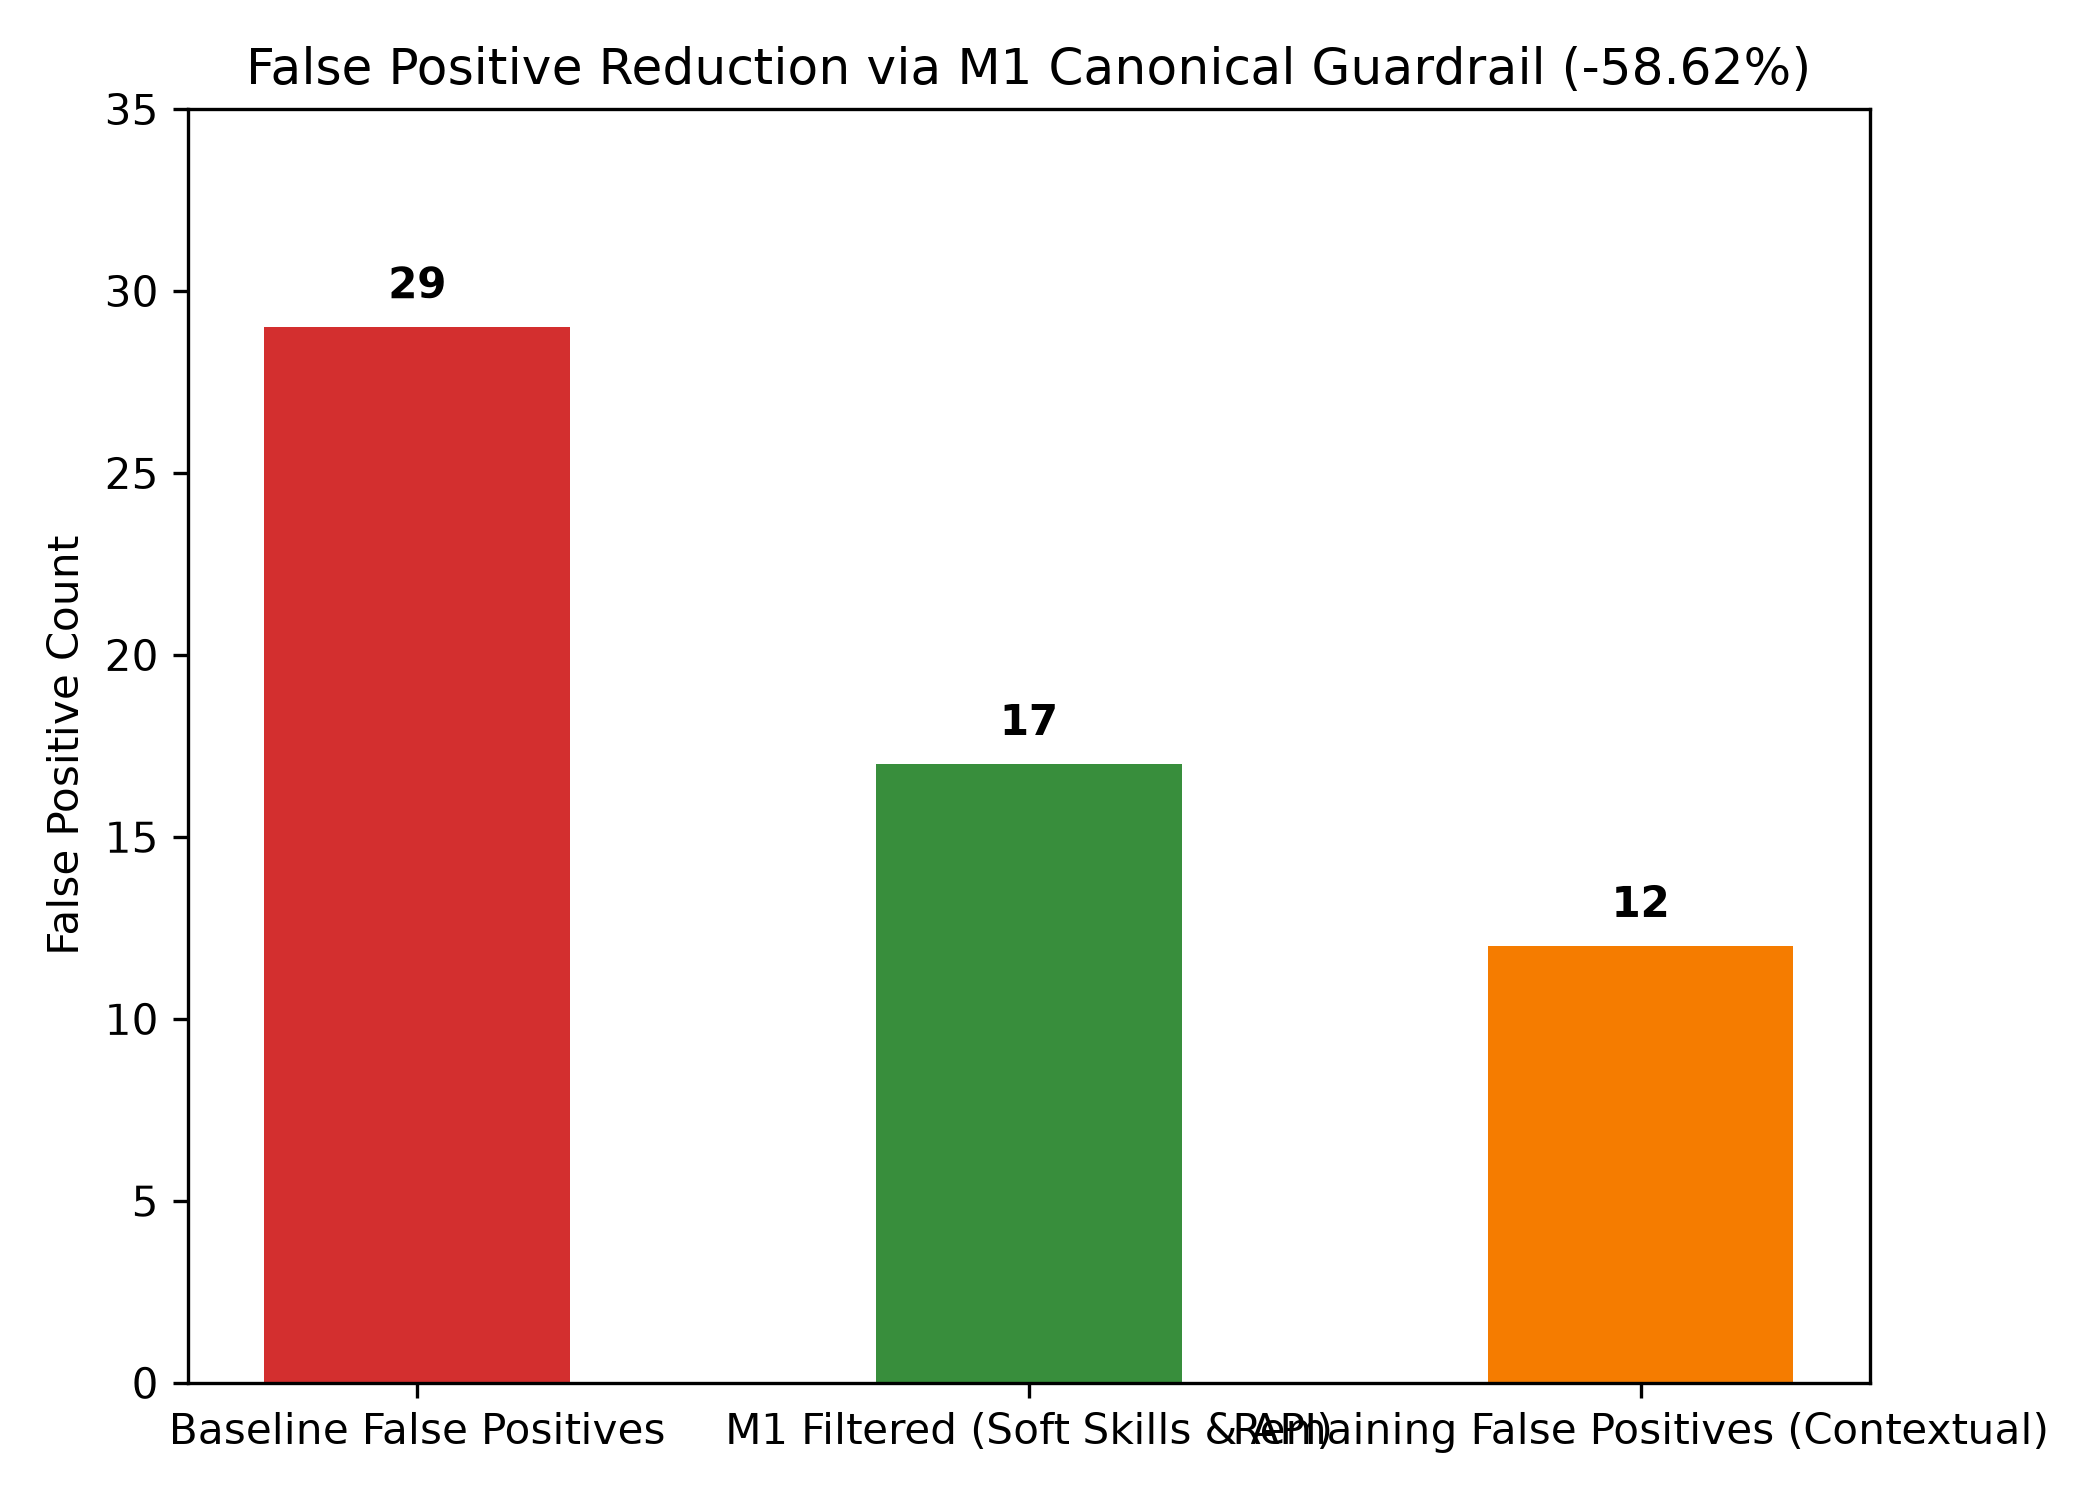 False Positive Reduction via M1 Canonical Guardrail (-58.62%)
False Positive Count
35
30
25
20
15
10
5
0
29
17
12
Baseline False Positives
M1 Filtered (Soft Skills & API)
Remaining False Positives (Contextual)